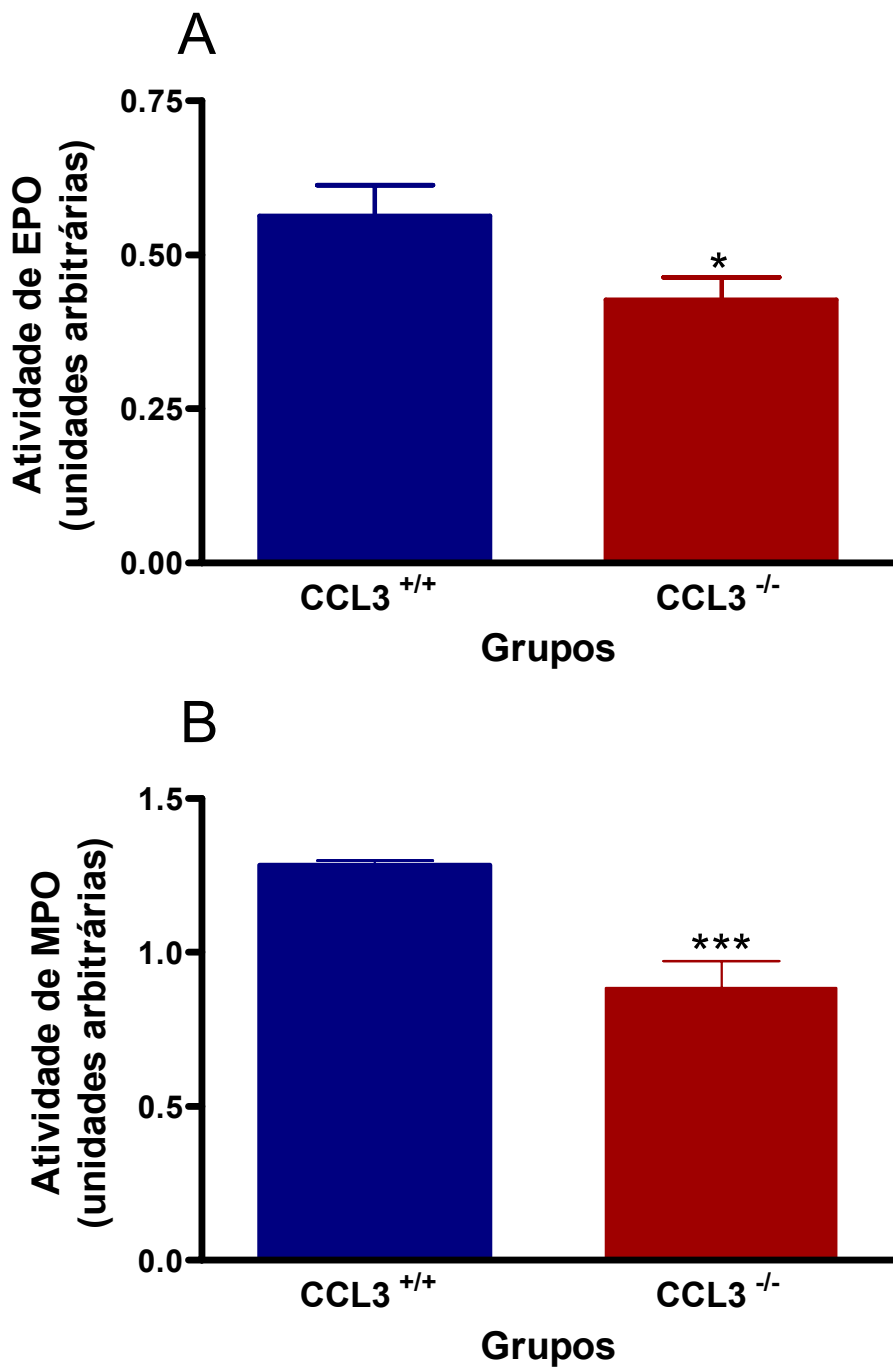 A
Atividade de EPO
(unidades arbitrárias)
0.75
0.50
0.25
0.00
*
CCL3 +/+
CCL3 -/-
Grupos
B
Atividade de MPO
(unidades arbitrárias)
1.5
1.0
0.5
0.0
***
CCL3 +/+
CCL3 -/-
Grupos